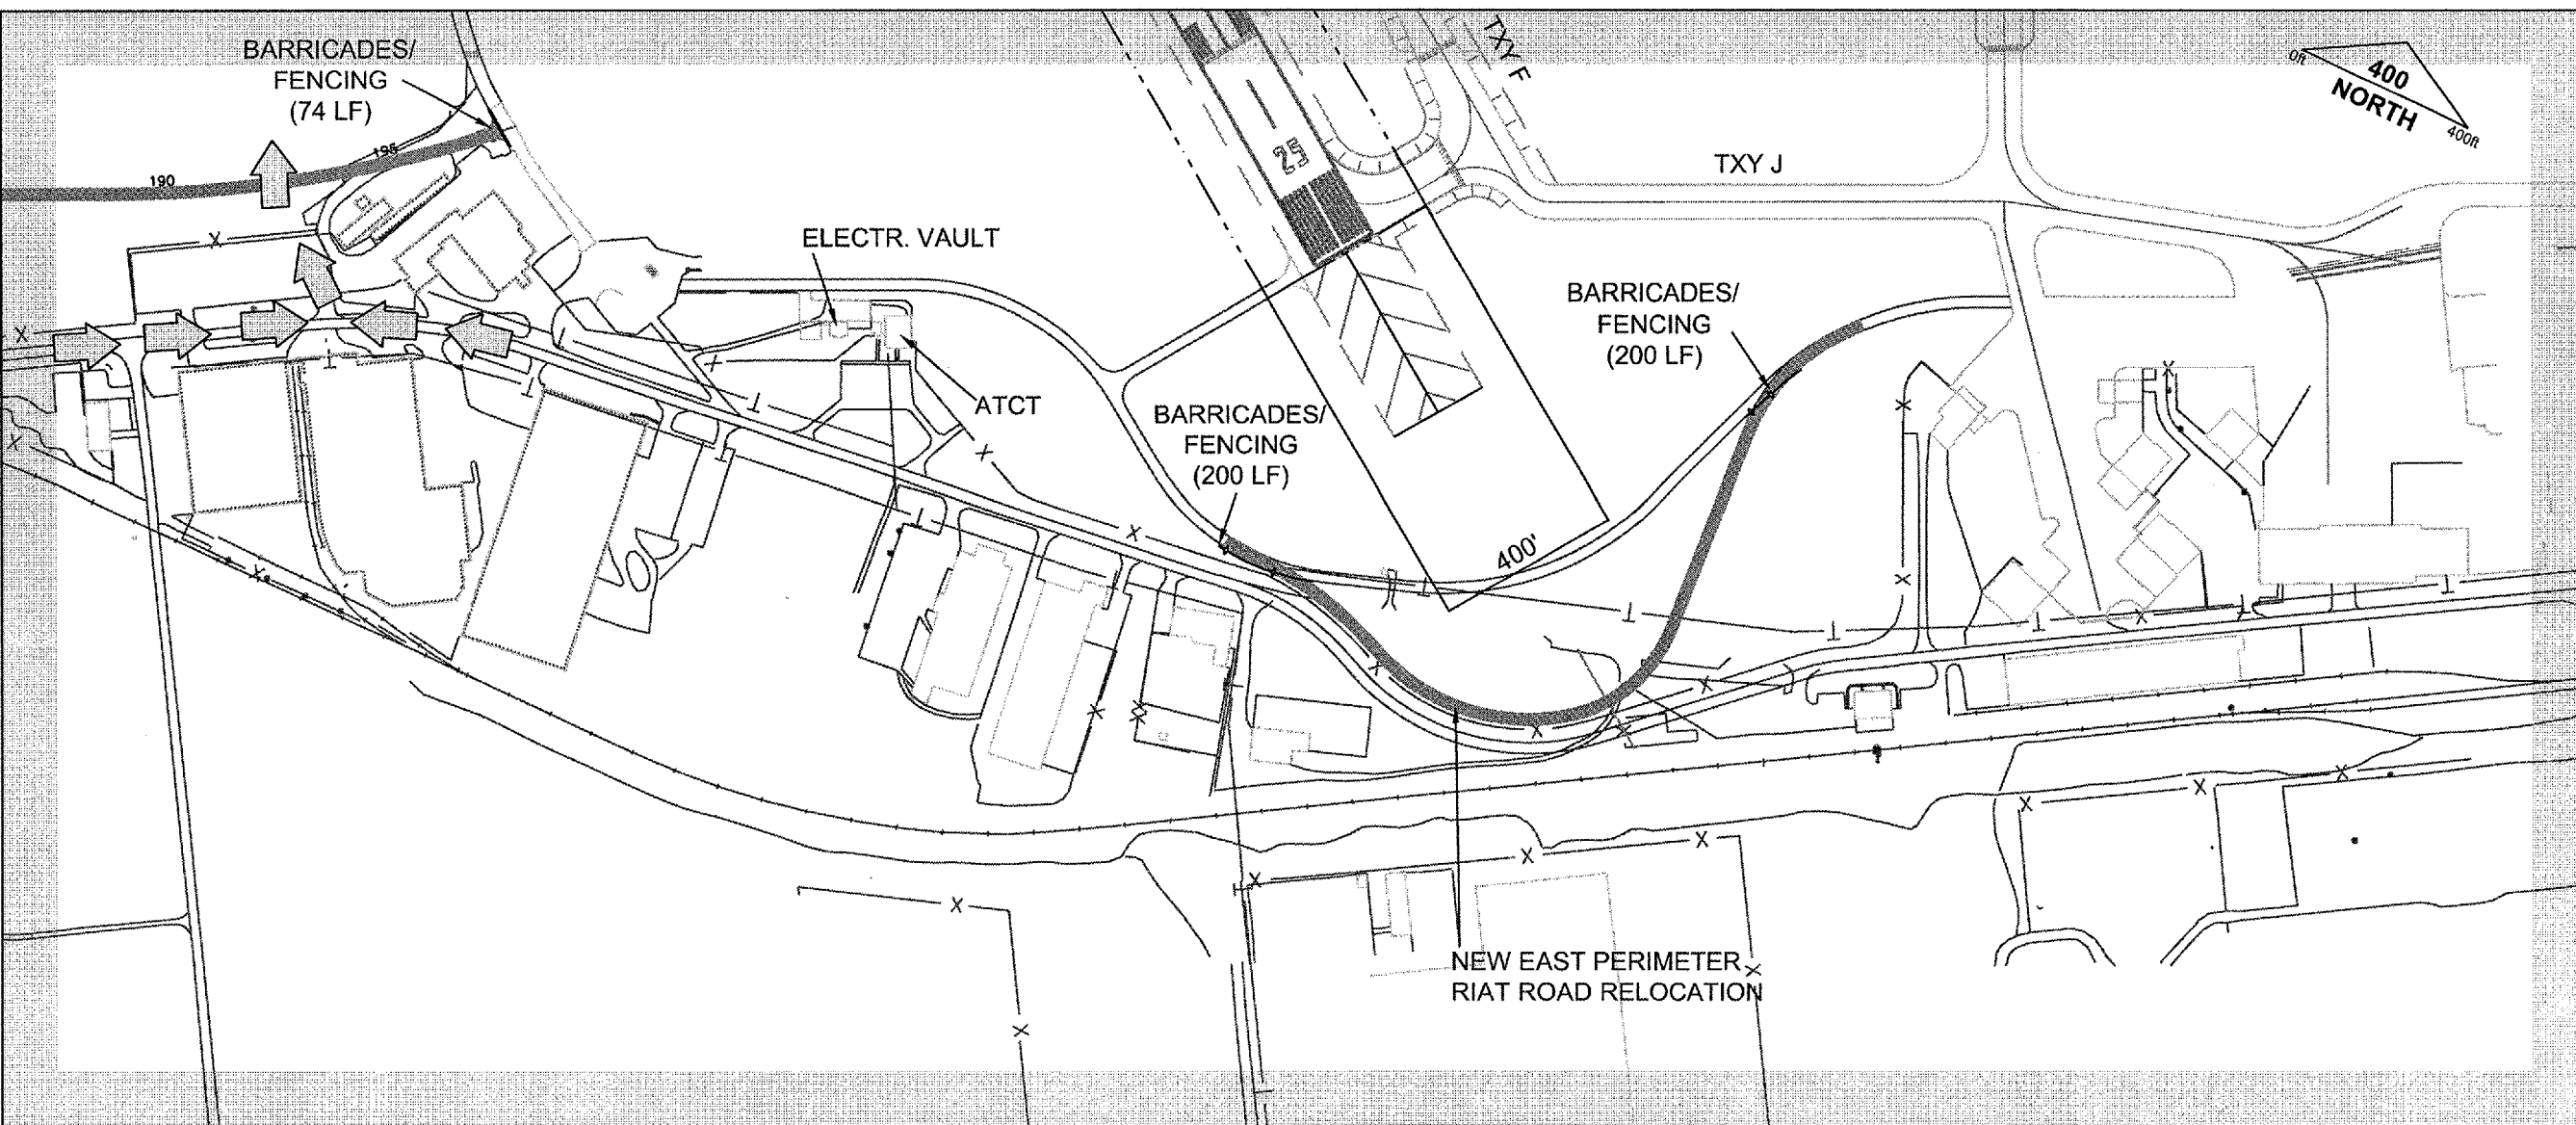 BARRICADES/
FENCING
(74 LF)
TXY F
0ft
400
NORTH
400ft
25
TXY J
195
190
ELECTR. VAULT
BARRICADES/
FENCING
(200 LF)
ATCT
BARRICADES/
FENCING
(200 LF)
400'
NEW EAST PERIMETER
RIAT ROAD RELOCATION